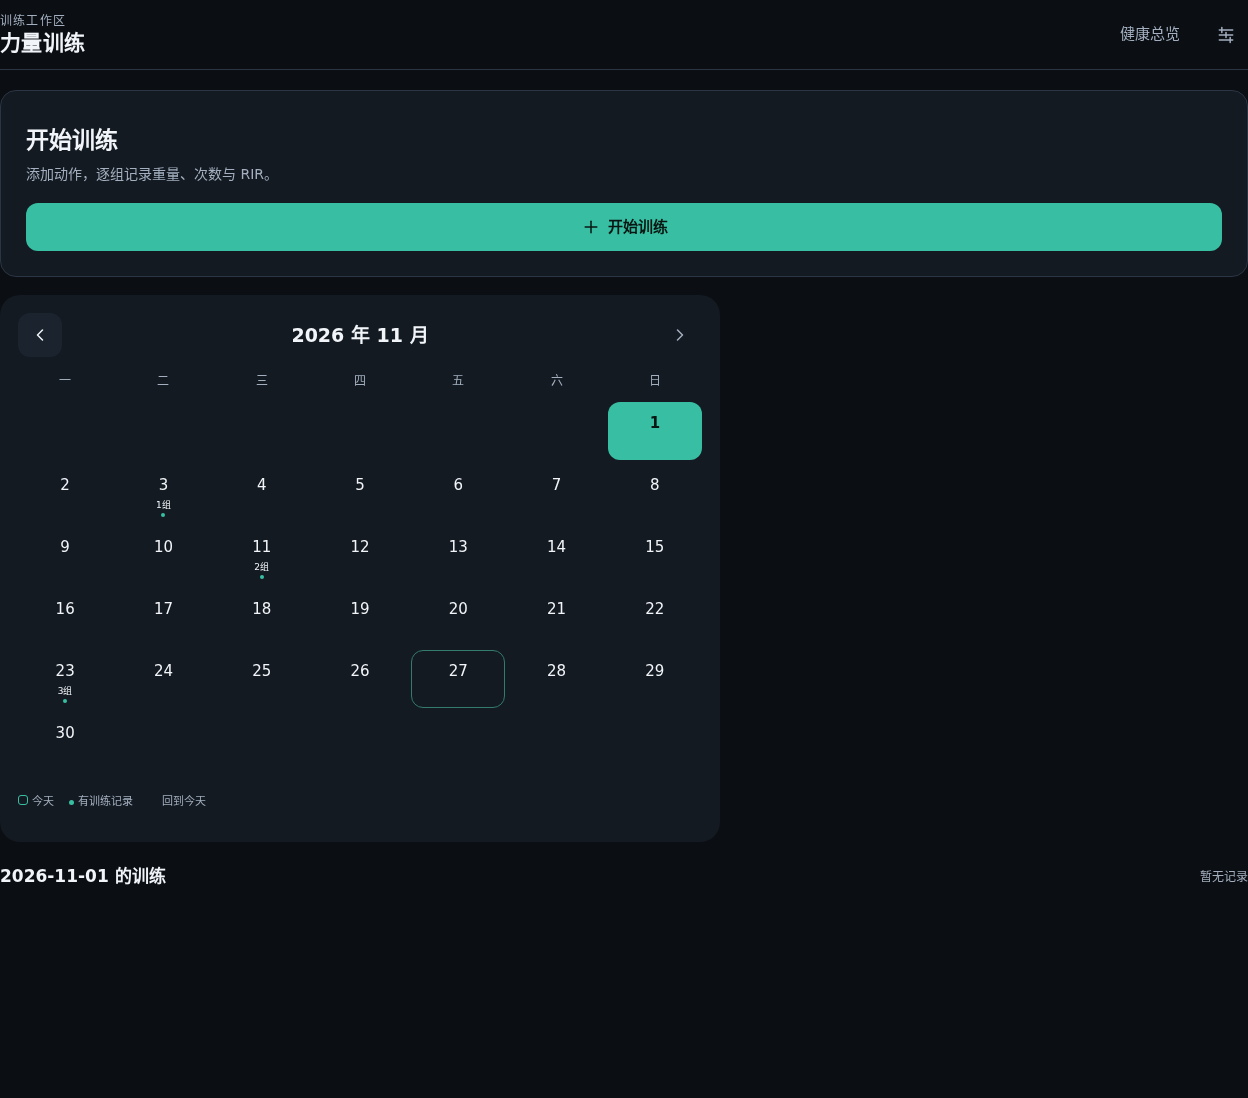 训练工作区
力量训练
健康总览
开始训练
添加动作，逐组记录重量、次数与 RIR。
开始训练
2026 年 11 月
一 二 三 四 五 六 日
1
2 3 4 5 6 7 8
1组
9 10 11 12 13 14 15
2组
16 17 18 19 20 21 22
23 24 25 26 27 28 29
3组
30
今天 有训练记录 回到今天
2026-11-01 的训练
暂无记录